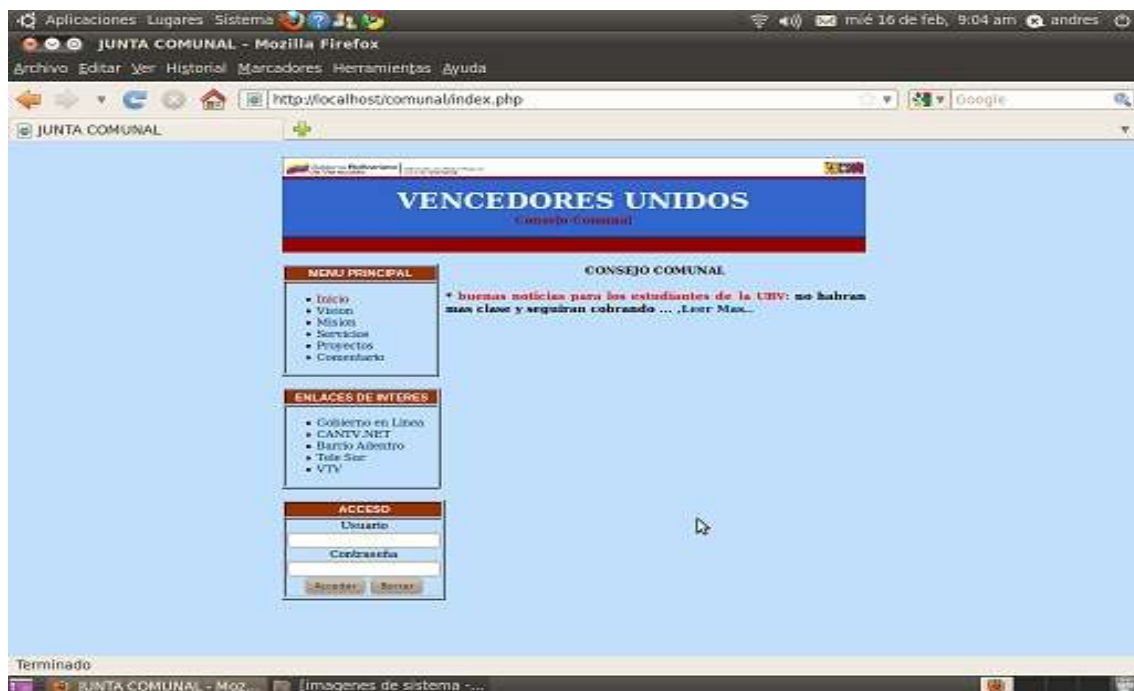 Aplicaciones Lugares Sistema
mié 16 de feb, 9:04 am andres
JUNTA COMUNAL - Mozilla Firefox
Archivo Editar Ver Historial Marcadores Herramientas Ayuda
http://localhost/comunal/index.php
Google
JUNTA COMUNAL
Gobierno Bolivariano
VENCEDORES UNIDOS
Consejo Comunal
MENU PRINCIPAL
Inicio
Vision
Mision
Servicios
Proyectos
Comentario
CONSEJO COMUNAL
* buenas noticias para los estudiantes de la UBV: no habran
mas clase y seguiran cobrando ... ,Leer Mas..
ENLACES DE INTERES
Gobierno en Linea
CANTV.NET
Barrio Adentro
Tele Sur
VTV
ACCESO
Usuario
Contraseña
Acceder Borrar
Terminado
JUNTA COMUNAL - Moz... [imagenes de sistema -...